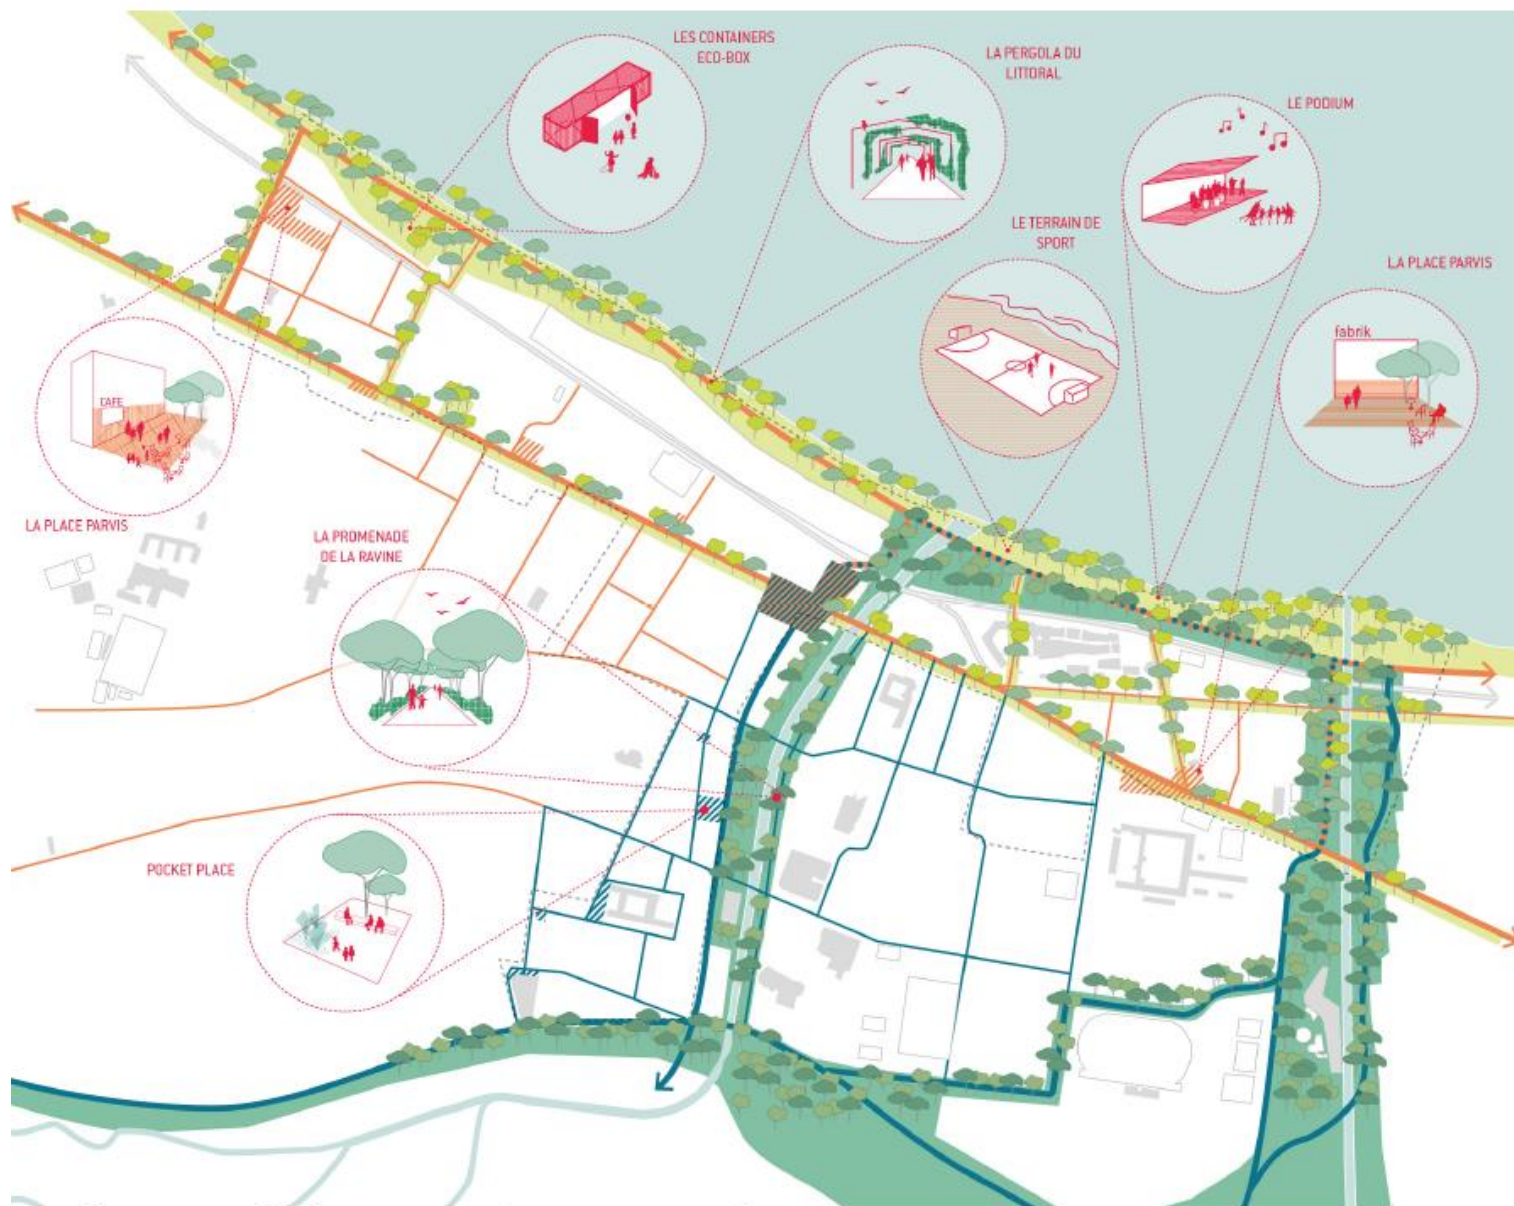 LES CONTAINERS
ECO-BOX
LA PERGOLA DU
LITTORAL
LE PODIUM
LE TERRAIN DE
SPORT
LA PLACE PARVIS
fabrik
CAFE
LA PLACE PARVIS
LA PROMENADE
DE LA RAVINE
POCKET PLACE